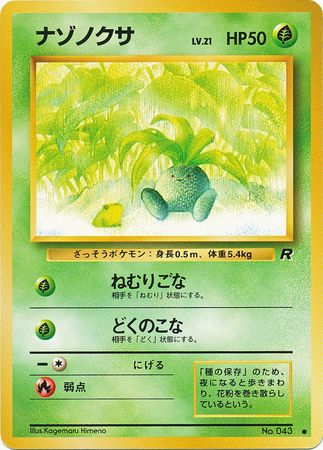 ナゾノクサ LV.21 HP50
ざっそうポケモン：身長0.5m、体重5.4kg
R
ねむりごな
相手を「ねむり」状態にする。
どくのこな
相手を「どく」状態にする。
にげる
弱点
「種の保存」のため、
夜になると歩きまわ
り、花粉を巻き散らし
ているという。
Illus.Kagemaru Himeno
No.043